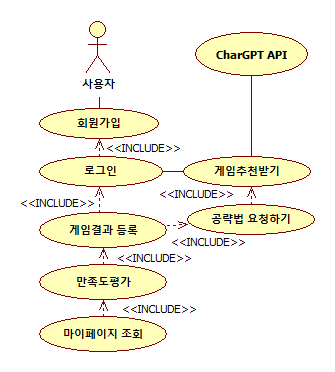 CharGPT API
사용자
회원가입
<<INCLUDE>>
로그인
게임추천받기
<<INCLUDE>>
<<INCLUDE>>
공략법 요청하기
게임결과 등록
<<INCLUDE>>
<<INCLUDE>>
만족도평가
<<INCLUDE>>
마이페이지 조회